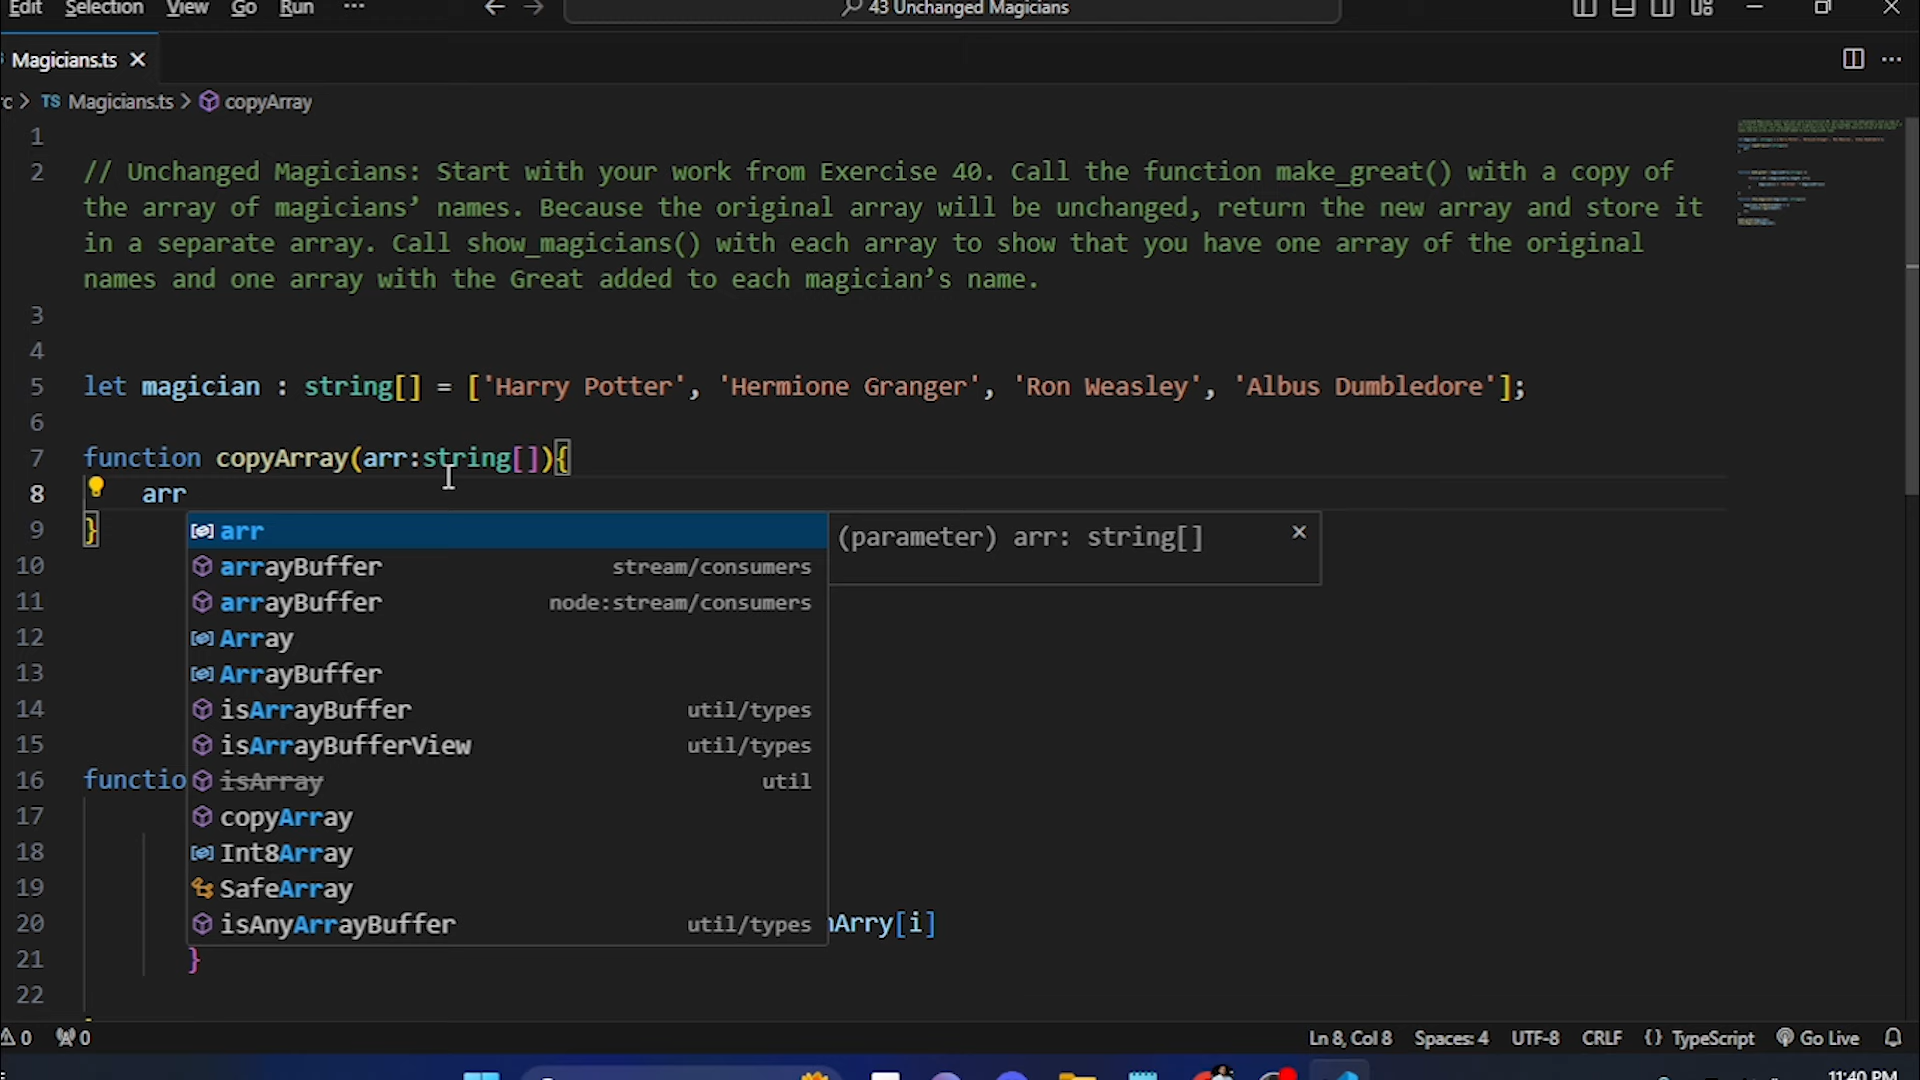 Edit Selection View Go Run ··· 43 Unchanged Magicians
Magicians.ts
rc > TS Magicians.ts > copyArray
1
2 // Unchanged Magicians: Start with your work from Exercise 40. Call the function make_great() with a copy of
the array of magicians’ names. Because the original array will be unchanged, return the new array and store it
in a separate array. Call show_magicians() with each array to show that you have one array of the original
names and one array with the Great added to each magician’s name.
3
4
5 let magician : string[] = ['Harry Potter', 'Hermione Granger', 'Ron Weasley', 'Albus Dumbledore'];
6
7 function copyArray(arr:string[]){
8 arr
9 }
arr (parameter) arr: string[]
10 arrayBuffer stream/consumers
11 arrayBuffer node:stream/consumers
12 Array
13 ArrayBuffer
14 isArrayBuffer util/types
15 isArrayBufferView util/types
16 functio isArray util
17 copyArray
18 Int8Array
19 SafeArray
20 isAnyArrayBuffer util/types Arry[i]
21 }
22
0 0 Ln 8, Col 8 Spaces: 4 UTF-8 CRLF {} TypeScript Go Live
11:40 PM